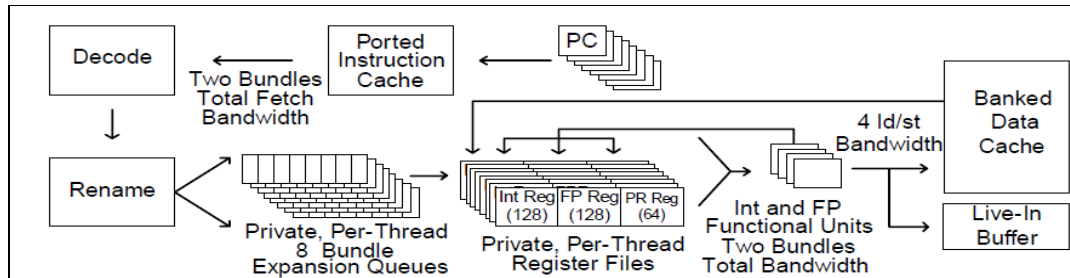 Decode
Two Bundles
Total Fetch
Bandwidth
Ported
Instruction
Cache
PC
Banked
Data
Cache
4 ld/st
Bandwidth
Rename
Private, Per-Thread
8 Bundle
Expansion Queues
Int Reg
(128)
FP Reg
(128)
PR Reg
(64)
Private, Per-Thread
Register Files
Int and FP
Functional Units
Two Bundles
Total Bandwidth
Live-In
Buffer